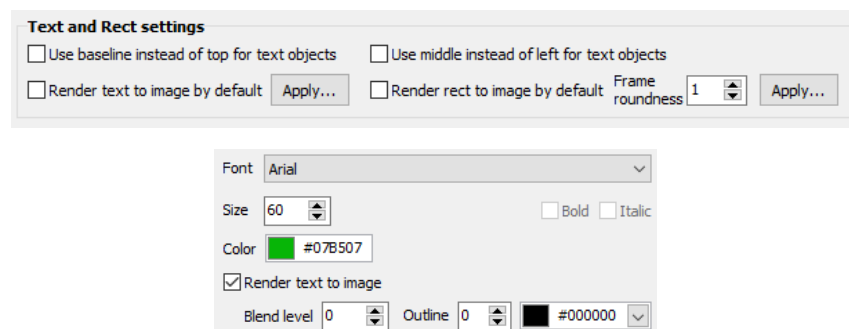 Text and Rect settings
Use baseline instead of top for text objects Use middle instead of left for text objects
Render text to image by default Apply... Render rect to image by default Frame roundness 1 Apply...
Font Arial
Size 60 Bold Italic
Color #07B507
Render text to image
Blend level 0 Outline 0 #000000